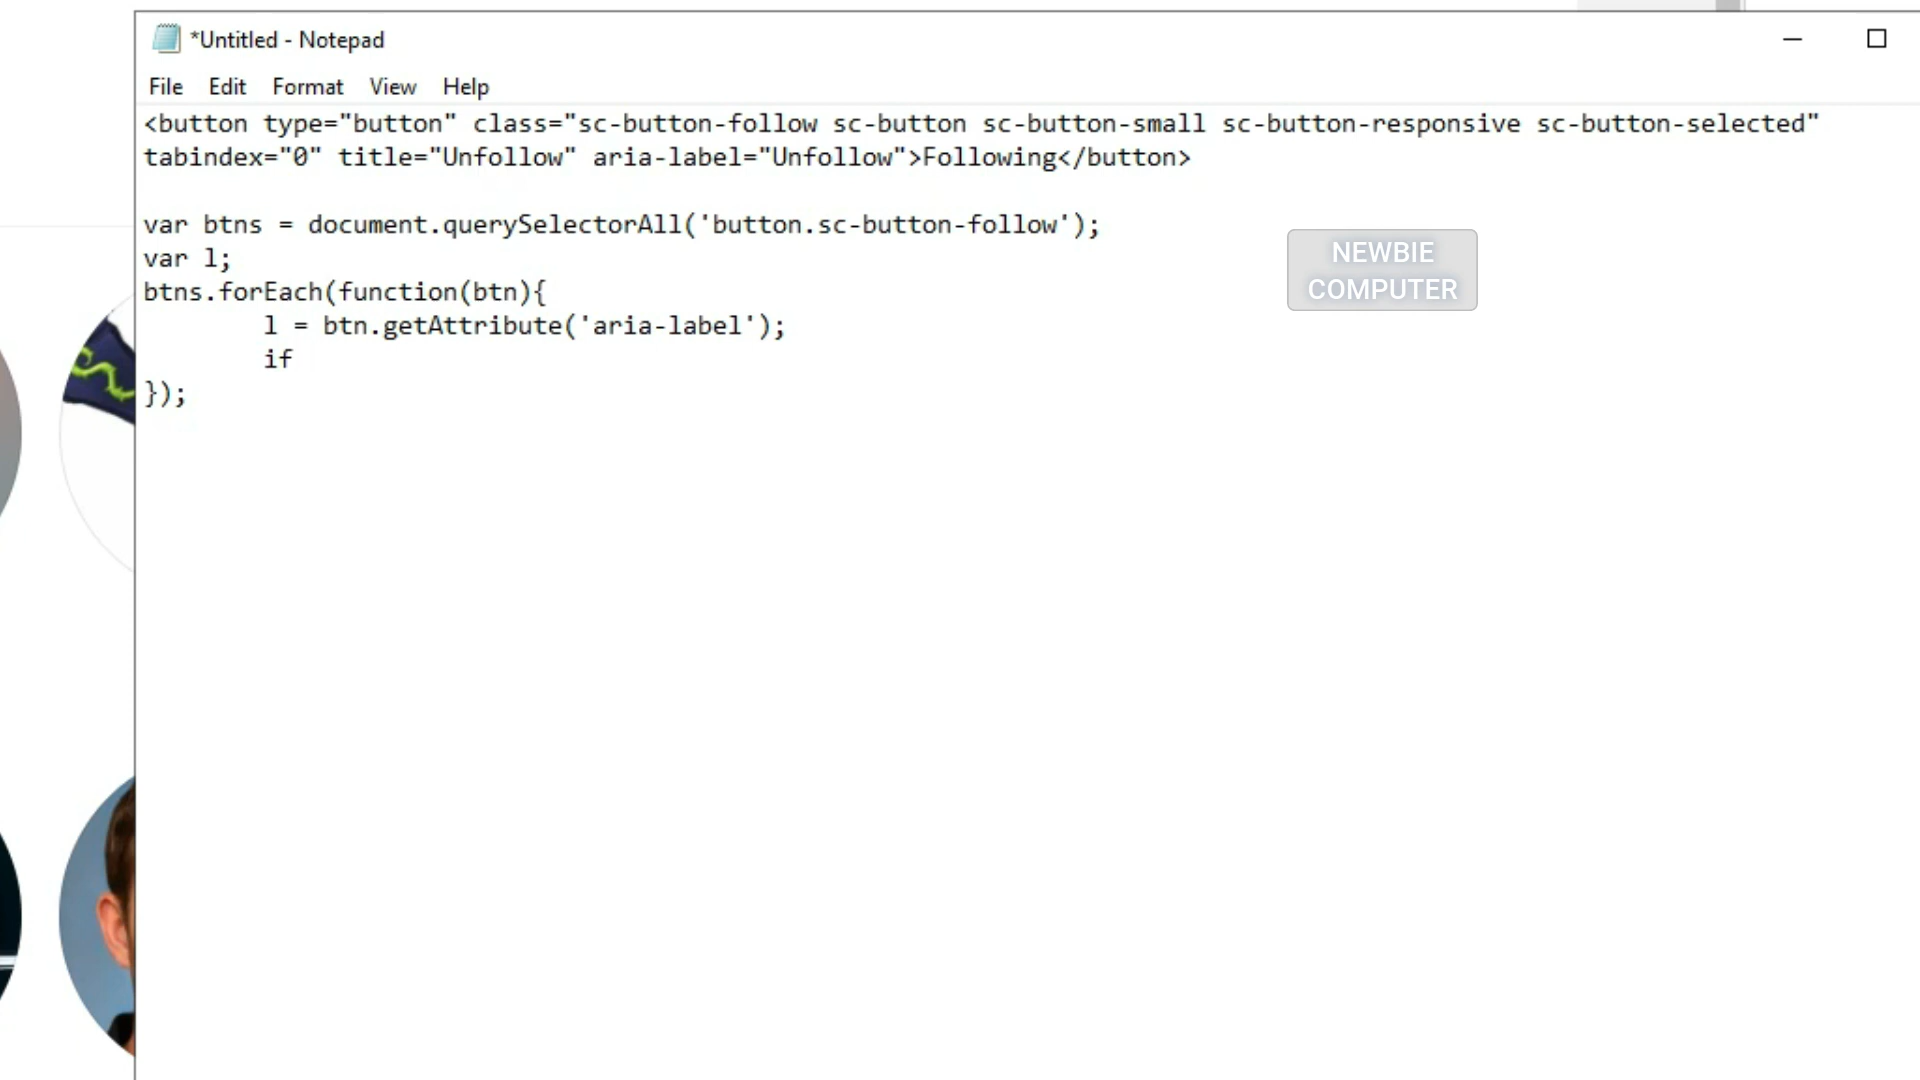 *Untitled - Notepad
File Edit Format View Help
<button type="button" class="sc-button-follow sc-button sc-button-small sc-button-responsive sc-button-selected"
tabindex="0" title="Unfollow" aria-label="Unfollow">Following</button>
var btns = document.querySelectorAll('button.sc-button-follow');
var l;
btns.forEach(function(btn){
l = btn.getAttribute('aria-label');
if
});
NEWBIE
COMPUTER